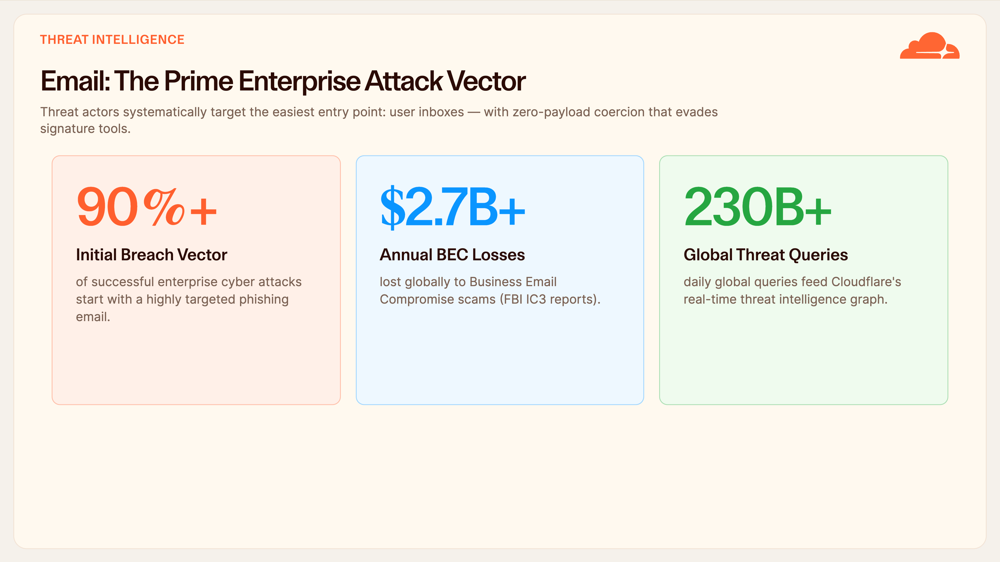 THREAT INTELLIGENCE
Email: The Prime Enterprise Attack Vector
Threat actors systematically target the easiest entry point: user inboxes — with zero-payload coercion that evades
signature tools.
90%+
Initial Breach Vector
of successful enterprise cyber attacks
start with a highly targeted phishing
email.
$2.7B+
Annual BEC Losses
lost globally to Business Email
Compromise scams (FBI IC3 reports).
230B+
Global Threat Queries
daily global queries feed Cloudflare's
real-time threat intelligence graph.